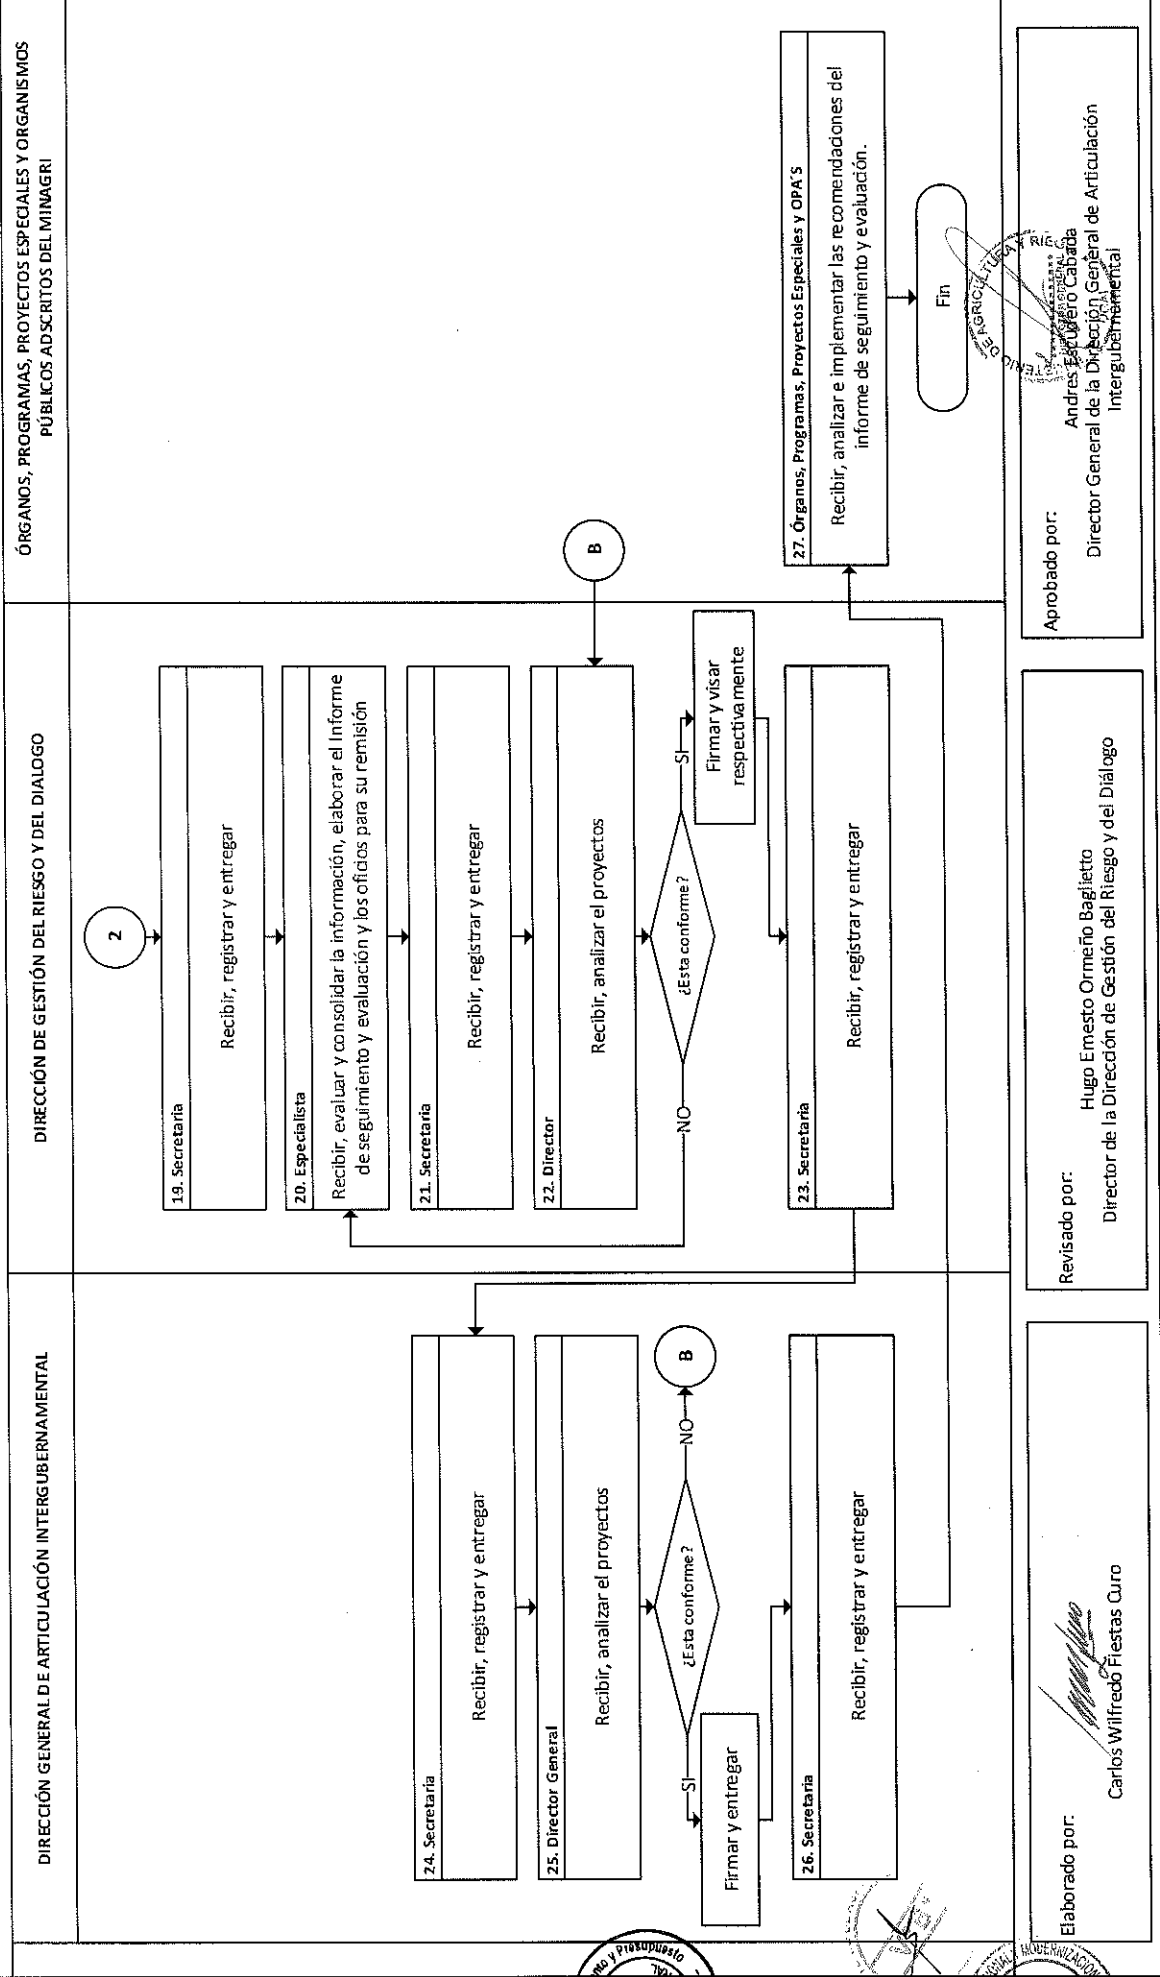 DIRECCIÓN GENERAL DE ARTICULACIÓN INTERGUBERNAMENTAL
DIRECCIÓN DE GESTIÓN DEL RIESGO Y DEL DIALOGO
ÓRGANOS, PROGRAMAS, PROYECTOS ESPECIALES Y ORGANISMOS
PÚBLICOS ADSCRITOS DEL MINAGRI
2
19. Secretaria
Recibir, registrar y entregar
20. Especialista
Recibir, evaluar y consolidar la información, elaborar el Informe
de seguimiento y evaluación y los oficios para su remisión
21. Secretaria
Recibir, registrar y entregar
22. Director
Recibir, analizar el proyectos
B
¿Esta conforme?
NO
SI
Firmar y visar
respectivamente
23. Secretaria
Recibir, registrar y entregar
24. Secretaria
Recibir, registrar y entregar
25. Director General
Recibir, analizar el proyectos
¿Esta conforme?
SI
NO
B
Firmar y entregar
26. Secretaria
Recibir, registrar y entregar
27. Órganos, Programas, Proyectos Especiales y OPA´S
Recibir, analizar e implementar las recomendaciones del
informe de seguimiento y evaluación.
Fin
Elaborado por:
Carlos Wilfredo Fiestas Curo
Revisado por:
Hugo Ernesto Ormeño Baglietto
Director de la Dirección de Gestión del Riesgo y del Diálogo
Aprobado por:
Andres Escudero Cabada
Director General de la Dirección General de Articulación
Intergubernamental
DE AGRICULTURA Y
y Presupuesto
MODERNIZACIÓN